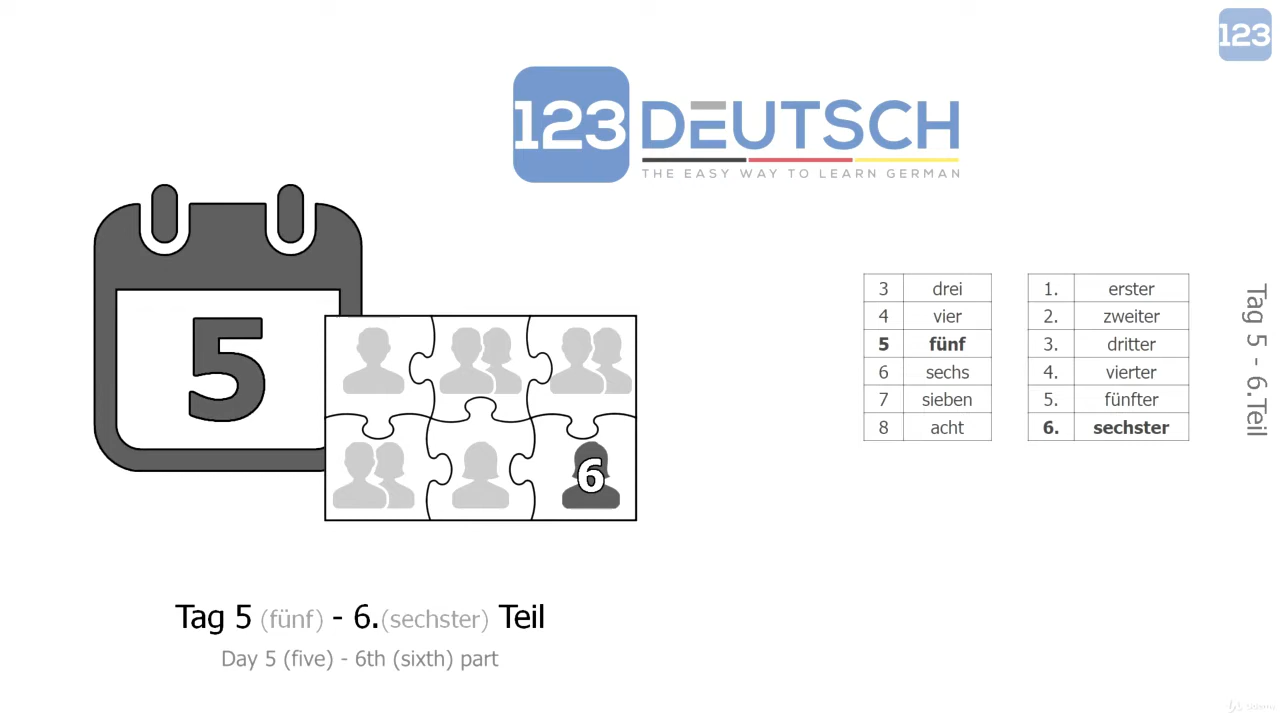 123
123 DEUTSCH
THE EASY WAY TO LEARN GERMAN
5
6
3 drei
4 vier
5 fünf
6 sechs
7 sieben
8 acht
1. erster
2. zweiter
3. dritter
4. vierter
5. fünfter
6. sechster
Tag 5 - 6.Teil
Tag 5 (fünf) - 6.(sechster) Teil
Day 5 (five) - 6th (sixth) part